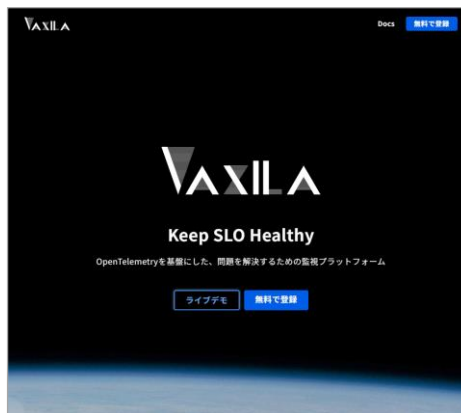 VAXILA
Docs 無料で登録
VAXILA
Keep SLO Healthy
OpenTelemetryを基盤にした、問題を解決するための監視プラットフォーム
ライブデモ 無料で登録